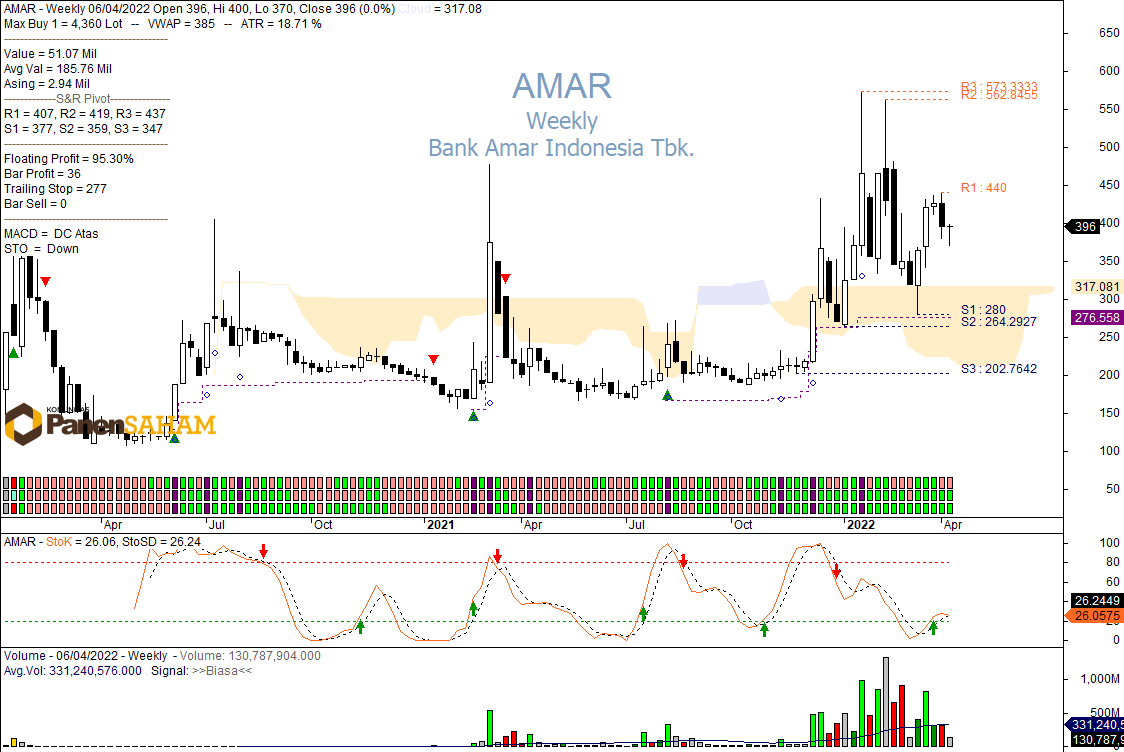 AMAR - Weekly 06/04/2022 Open 396, Hi 400, Lo 370, Close 396 (0.0%) Cloud = 317.08
Max Buy 1 = 4,360 Lot -- VWAP = 385 -- ATR = 18.71 %
Value = 51.07 Mil
Avg Val = 185.76 Mil
Asing = 2.94 Mil
-------------S&R Pivot---------------
R1 = 407, R2 = 419, R3 = 437
S1 = 377, S2 = 359, S3 = 347
Floating Profit = 95.30%
Bar Profit = 36
Trailing Stop = 277
Bar Sell = 0
MACD = DC Atas
STO = Down
AMAR
Weekly
Bank Amar Indonesia Tbk.
R3 : 573.3333
R2 : 562.8455
R1 : 440
S1 : 280
S2 : 264.2927
S3 : 202.7642
650
600
550
500
450
400
396
350
317.081
300
276.558
250
200
150
100
50
PanenSAHAM
Apr Jul Oct 2021 Apr Jul Oct 2022 Apr
AMAR - StoK = 26.06, StoSD = 26.24
100
80
60
26.2449
26.0575
0
Volume - 06/04/2022 - Weekly - Volume: 130,787,904.000
Avg.Vol: 331,240,576.000 Signal: >>Biasa<<
1,000M
500M
331,240,5
130,787,9